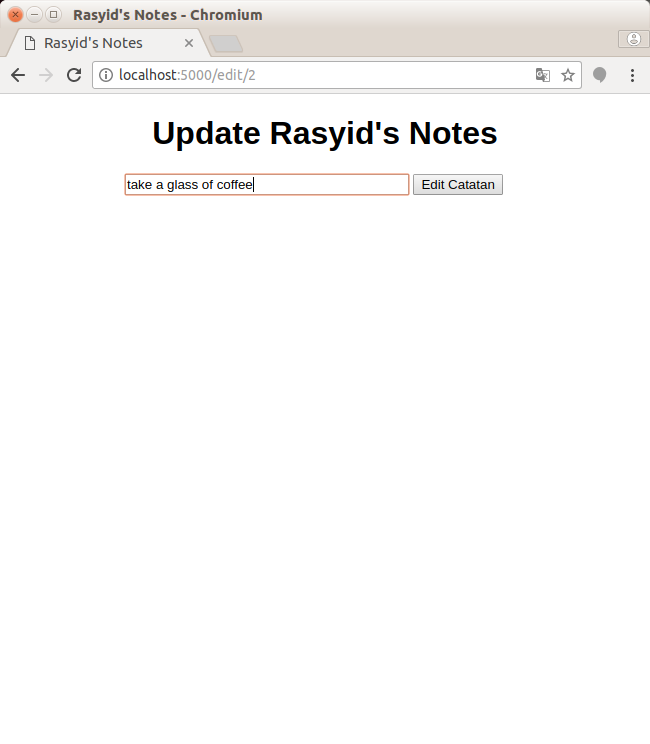 Rasyid's Notes - Chromium
Rasyid's Notes
localhost:5000/edit/2
Update Rasyid's Notes
take a glass of coffee Edit Catatan